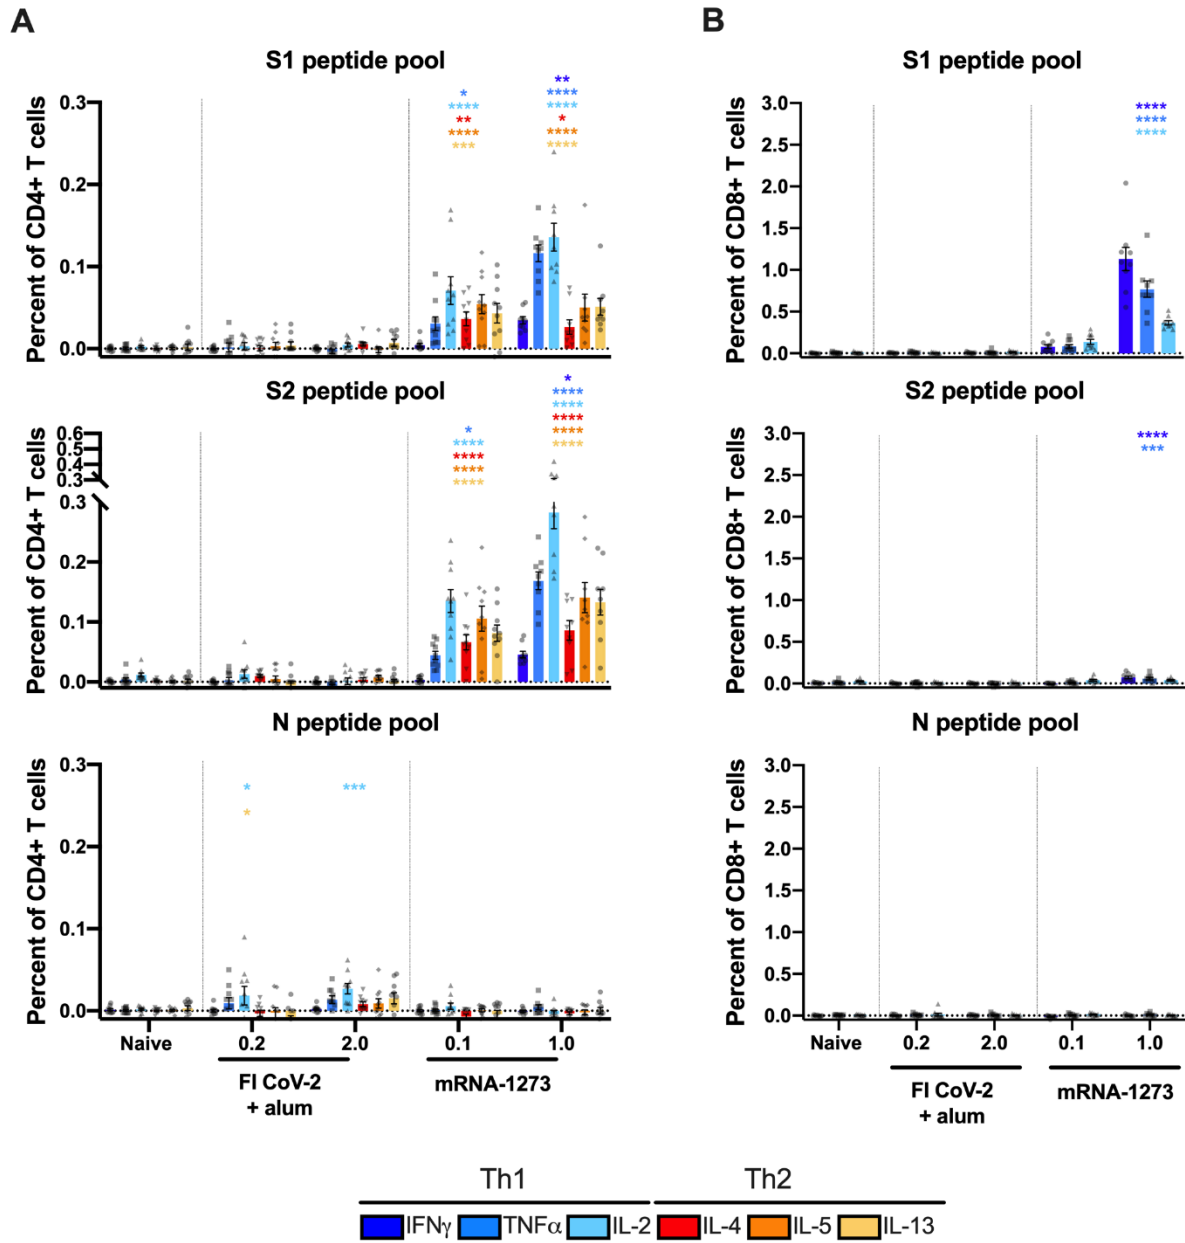 A
B
S1 peptide pool
Percent of CD4+ T cells
0.3
0.2
0.1
0.0
*
****
**
****
***
**
****
****
*
****
****
S1 peptide pool
Percent of CD8+ T cells
3.0
2.5
2.0
1.5
1.0
0.5
0.0
****
****
****
S2 peptide pool
Percent of CD4+ T cells
0.6
0.5
0.4
0.3
0.3
0.2
0.1
0.0
*
****
****
****
****
*
****
****
****
****
****
S2 peptide pool
Percent of CD8+ T cells
3.0
2.5
2.0
1.5
1.0
0.5
0.0
****
***
N peptide pool
Percent of CD4+ T cells
0.3
0.2
0.1
0.0
*
*
***
Naive
0.2
2.0
0.1
1.0
FI CoV-2
+ alum
mRNA-1273
N peptide pool
Percent of CD8+ T cells
3.0
2.5
2.0
1.5
1.0
0.5
0.0
Naive
0.2
2.0
0.1
1.0
FI CoV-2
+ alum
mRNA-1273
Th1
Th2
IFNγ
TNFα
IL-2
IL-4
IL-5
IL-13